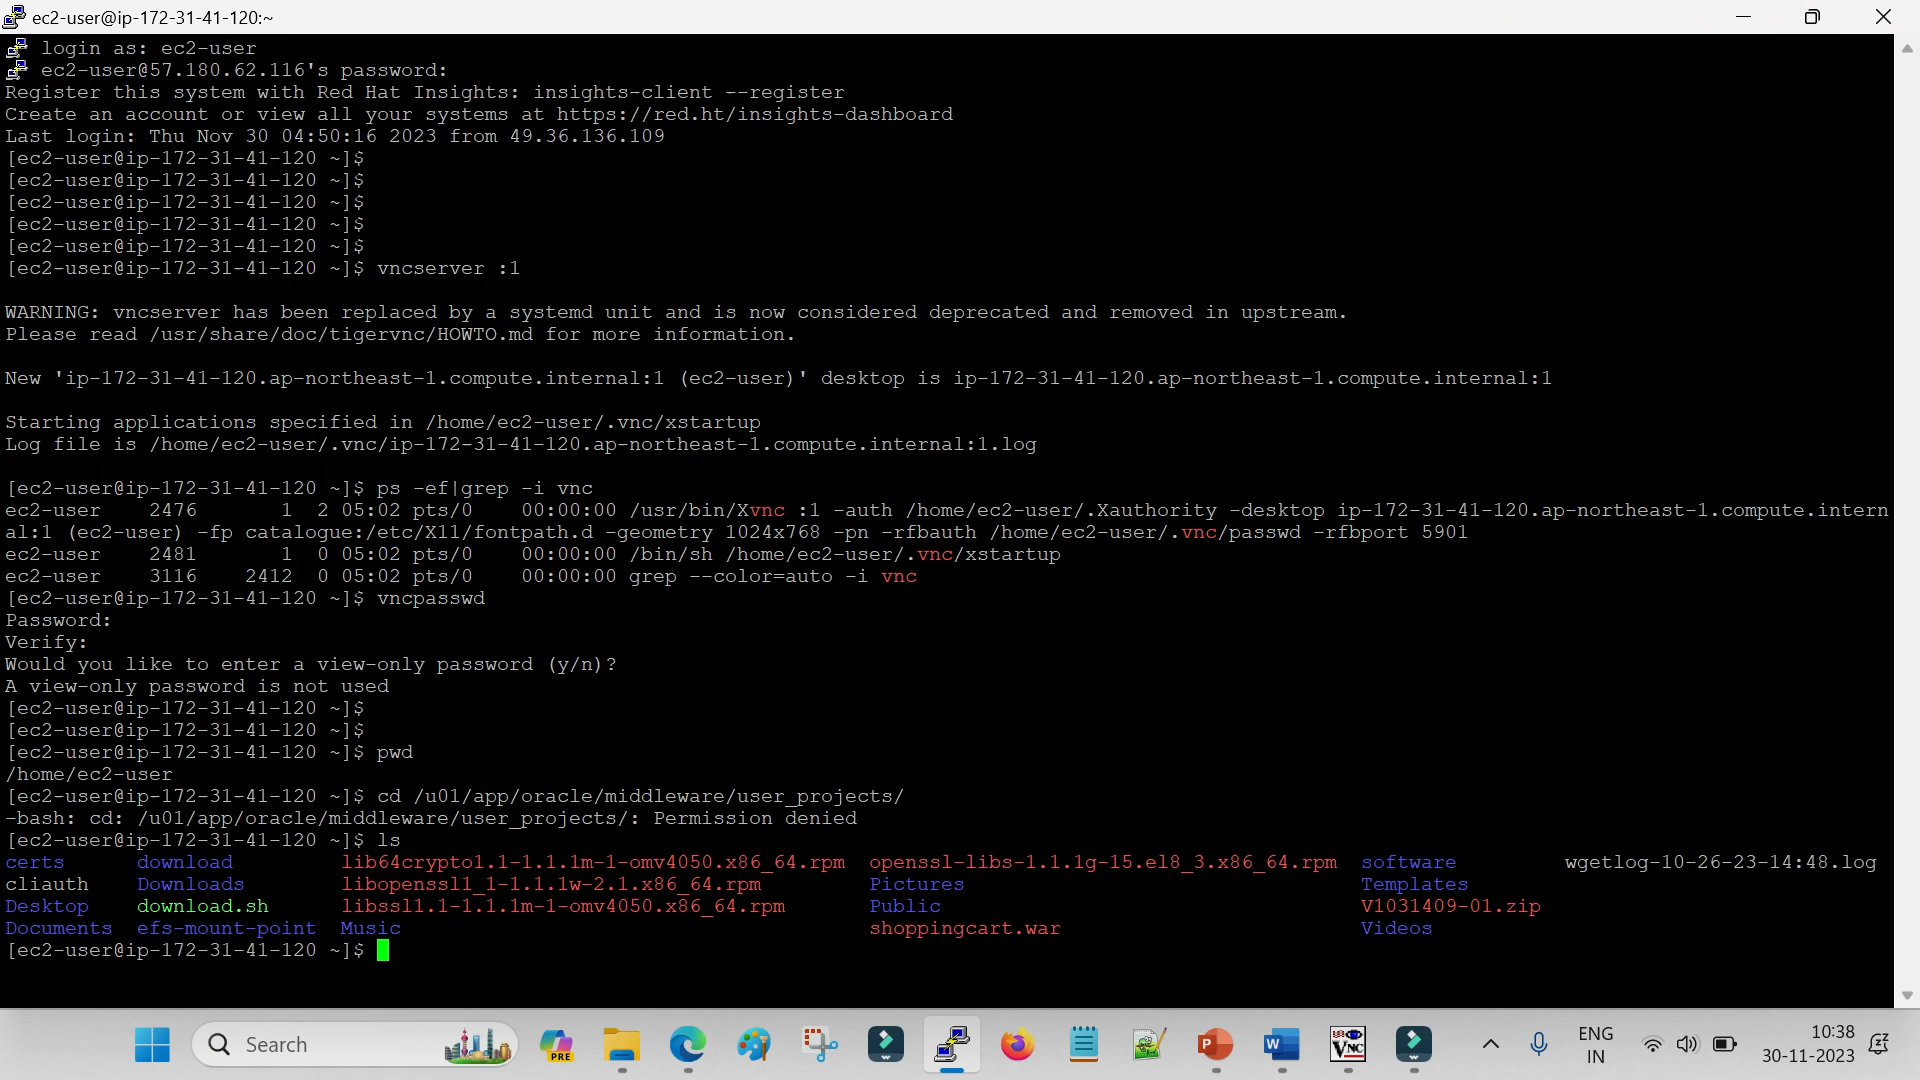 ec2-user@ip-172-31-41-120:~
login as: ec2-user
ec2-user@57.180.62.116's password:
Register this system with Red Hat Insights: insights-client --register
Create an account or view all your systems at https://red.ht/insights-dashboard
Last login: Thu Nov 30 04:50:16 2023 from 49.36.136.109
[ec2-user@ip-172-31-41-120 ~]$
[ec2-user@ip-172-31-41-120 ~]$
[ec2-user@ip-172-31-41-120 ~]$
[ec2-user@ip-172-31-41-120 ~]$
[ec2-user@ip-172-31-41-120 ~]$
[ec2-user@ip-172-31-41-120 ~]$ vncserver :1
WARNING: vncserver has been replaced by a systemd unit and is now considered deprecated and removed in upstream.
Please read /usr/share/doc/tigervnc/HOWTO.md for more information.
New 'ip-172-31-41-120.ap-northeast-1.compute.internal:1 (ec2-user)' desktop is ip-172-31-41-120.ap-northeast-1.compute.internal:1
Starting applications specified in /home/ec2-user/.vnc/xstartup
Log file is /home/ec2-user/.vnc/ip-172-31-41-120.ap-northeast-1.compute.internal:1.log
[ec2-user@ip-172-31-41-120 ~]$ ps -ef|grep -i vnc
ec2-user    2476       1  2 05:02 pts/0    00:00:00 /usr/bin/Xvnc :1 -auth /home/ec2-user/.Xauthority -desktop ip-172-31-41-120.ap-northeast-1.compute.intern
al:1 (ec2-user) -fp catalogue:/etc/X11/fontpath.d -geometry 1024x768 -pn -rfbauth /home/ec2-user/.vnc/passwd -rfbport 5901
ec2-user    2481       1  0 05:02 pts/0    00:00:00 /bin/sh /home/ec2-user/.vnc/xstartup
ec2-user    3116    2412  0 05:02 pts/0    00:00:00 grep --color=auto -i vnc
[ec2-user@ip-172-31-41-120 ~]$ vncpasswd
Password:
Verify:
Would you like to enter a view-only password (y/n)?
A view-only password is not used
[ec2-user@ip-172-31-41-120 ~]$
[ec2-user@ip-172-31-41-120 ~]$
[ec2-user@ip-172-31-41-120 ~]$ pwd
/home/ec2-user
[ec2-user@ip-172-31-41-120 ~]$ cd /u01/app/oracle/middleware/user_projects/
-bash: cd: /u01/app/oracle/middleware/user_projects/: Permission denied
[ec2-user@ip-172-31-41-120 ~]$ ls
certs      download         lib64crypto1.1-1.1.1m-1-omv4050.x86_64.rpm  openssl-libs-1.1.1g-15.el8_3.x86_64.rpm  software         wgetlog-10-26-23-14:48.log
cliauth    Downloads        libopenssl1_1-1.1.1w-2.1.x86_64.rpm         Pictures                                 Templates
Desktop    download.sh      libssl1.1-1.1.1m-1-omv4050.x86_64.rpm       Public                                   V1031409-01.zip
Documents  efs-mount-point  Music                                       shoppingcart.war                         Videos
[ec2-user@ip-172-31-41-120 ~]$
Search
PRE
P
W
VNC
ENG
IN
10:38
30-11-2023